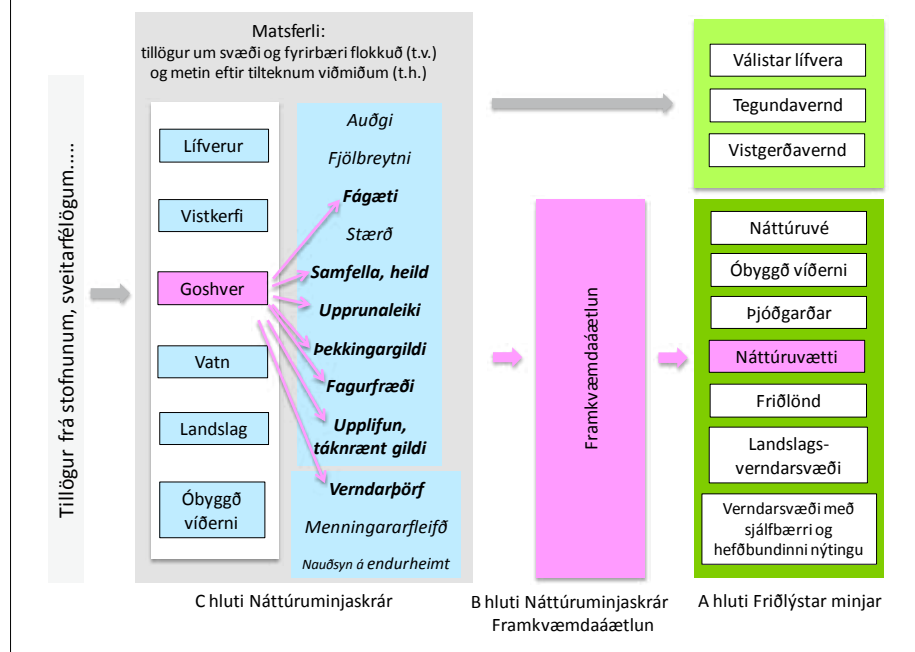 Tillögur frá stofnunum, sveitarfélögum.....
Matsferli:
tillögur um svæði og fyrirbæri flokkuð (t.v.)
og metin eftir tilteknum viðmiðum (t.h.)
Lífverur
Vistkerfi
Goshver
Vatn
Landslag
Óbyggð
víðerni
Auðgi
Fjölbreytni
Fágæti
Stærð
Samfella, heild
Upprunaleiki
Þekkingargildi
Fagurfræði
Upplifun,
táknrænt gildi
Verndarþörf
Menningararfleifð
Nauðsyn á endurheimt
C hluti Náttúruminjaskrár
Framkvæmdaáætlun
B hluti Náttúruminjaskrár
Framkvæmdaáætlun
Válistar lífvera
Tegundavernd
Vistgerðavernd
Náttúruvé
Óbyggð víðerni
Þjóðgarðar
Náttúruvætti
Friðlönd
Landslags-
verndarsvæði
Verndarsvæði með
sjálfbærri og
hefðbundinni nýtingu
A hluti Friðlýstar minjar